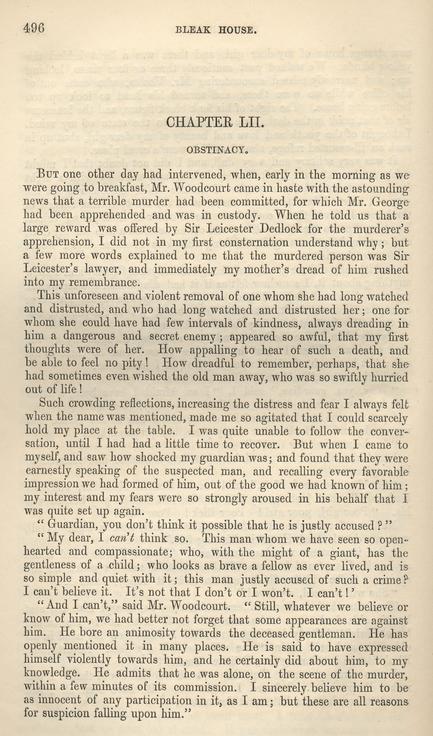 496
BLEAK HOUSE.
CHAPTER LII.
OBSTINACY.
BUT one other day had intervened, when, early in the morning as we
were going to breakfast, Mr. Woodcourt came in haste with the astounding
news that a terrible murder had been committed, for which Mr. George
had been apprehended and was in custody. When he told us that a
large reward was offered by Sir Leicester Dedlock for the murderer's
apprehension, I did not in my first consternation understand why; but
a few more words explained to me that the murdered person was Sir
Leicester's lawyer, and immediately my mother's dread of him rushed
into my remembrance.
This unforeseen and violent removal of one whom she had long watched
and distrusted, and who had long watched and distrusted her; one for
whom she could have had few intervals of kindness, always dreading in
him a dangerous and secret enemy; appeared so awful, that my first
thoughts were of her. How appalling to hear of such a death, and
be able to feel no pity! How dreadful to remember, perhaps, that she
had sometimes even wished the old man away, who was so swiftly hurried
out of life!
Such crowding reflections, increasing the distress and fear I always felt
when the name was mentioned, made me so agitated that I could scarcely
hold my place at the table. I was quite unable to follow the conver-
sation, until I had had a little time to recover. But when I came to
myself, and saw how shocked my guardian was; and found that they were
earnestly speaking of the suspected man, and recalling every favorable
impression we had formed of him, out of the good we had known of him;
my interest and my fears were so strongly aroused in his behalf that I
was quite set up again.
"Guardian, you don't think it possible that he is justly accused?"
"My dear, I can't think so. This man whom we have seen so open-
hearted and compassionate; who, with the might of a giant, has the
gentleness of a child; who looks as brave a fellow as ever lived, and is
so simple and quiet with it; this man justly accused of such a crime?
I can't believe it. It's not that I don't or I won't. I can't!'
"And I can't," said Mr. Woodcourt. "Still, whatever we believe or
know of him, we had better not forget that some appearances are against
him. He bore an animosity towards the deceased gentleman. He has
openly mentioned it in many places. He is said to have expressed
himself violently towards him, and he certainly did about him, to my
knowledge. He admits that he was alone, on the scene of the murder,
within a few minutes of its commission. I sincerely believe him to be
as innocent of any participation in it, as I am; but these are all reasons
for suspicion falling upon him."